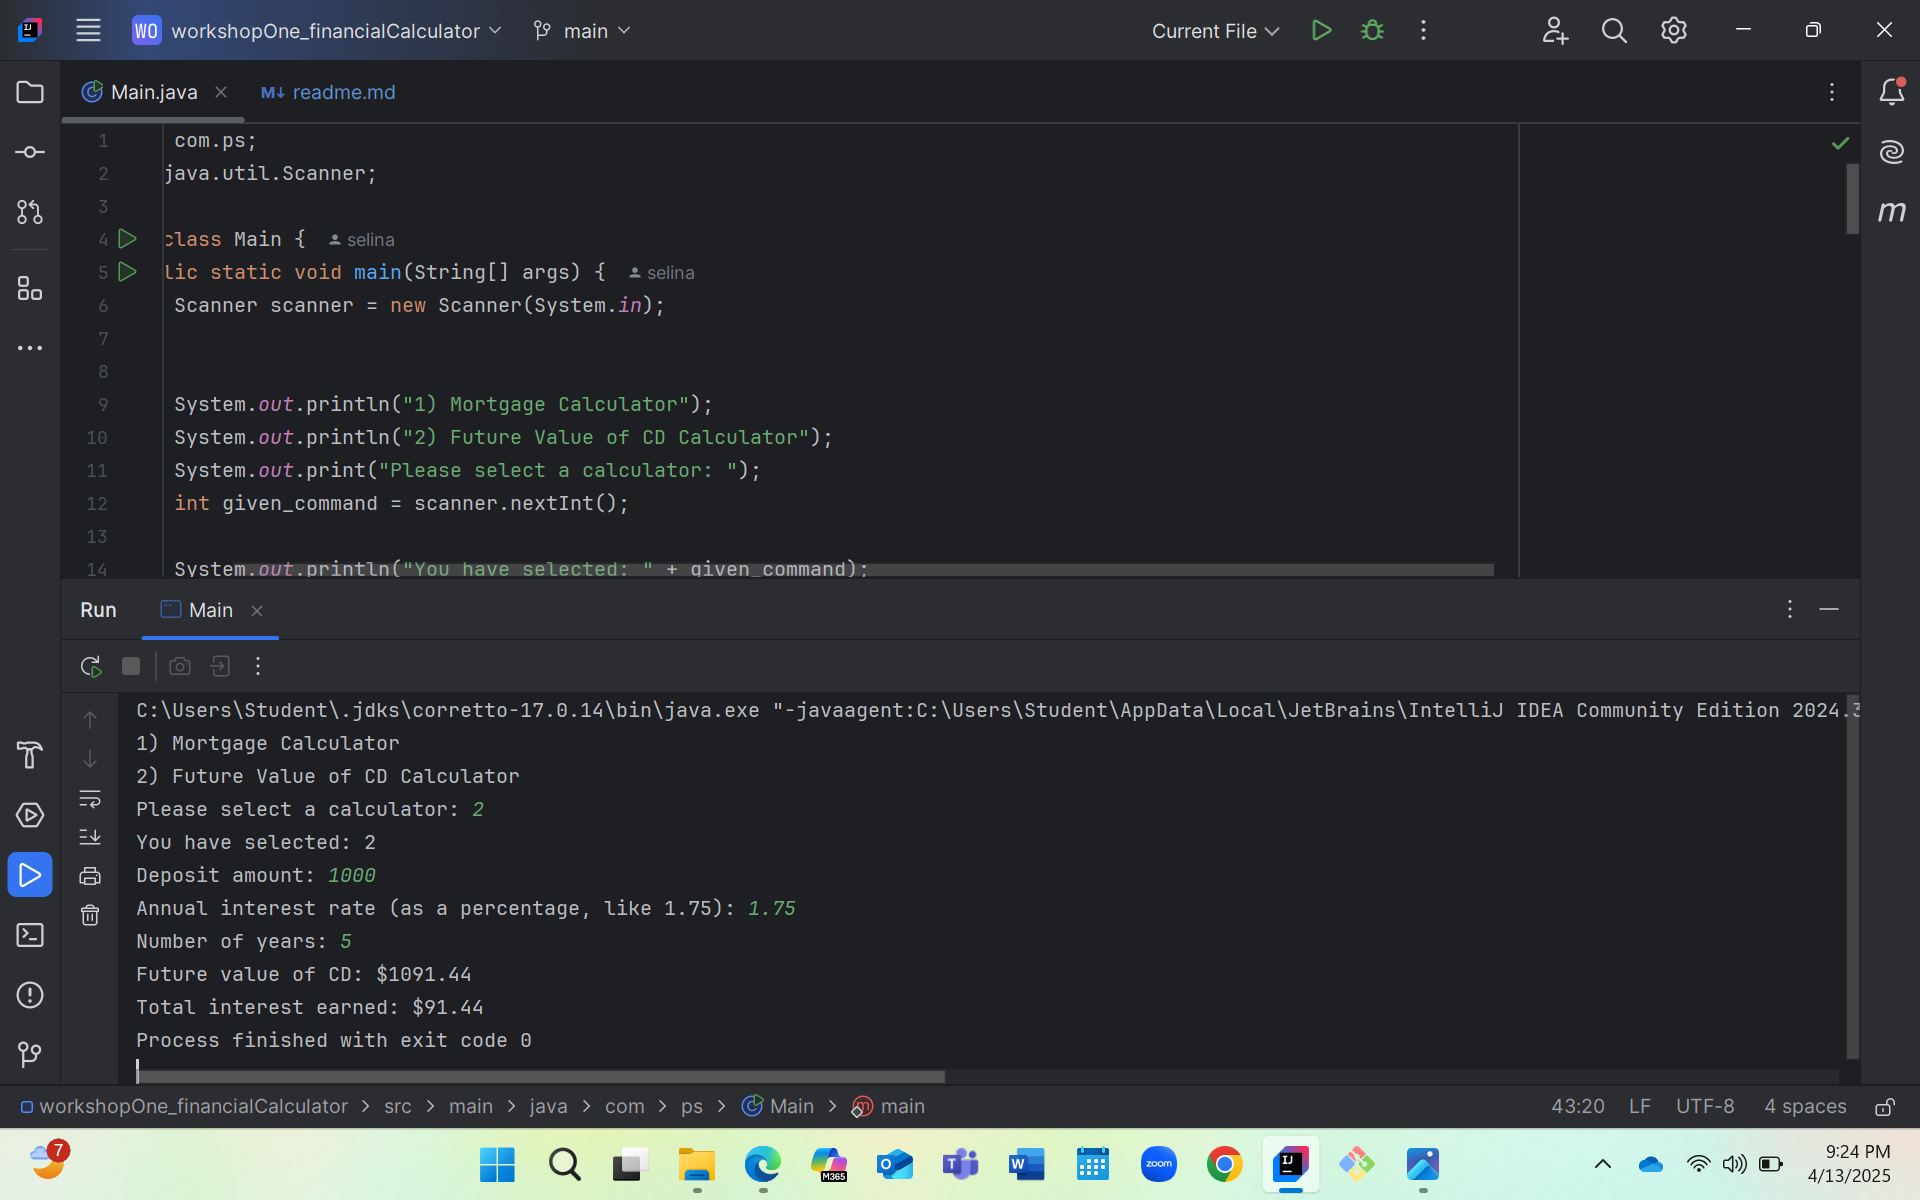 WO workshopOne_financialCalculator main Current File
Main.java M↓ readme.md
1 com.ps;
2 java.util.Scanner;
3
4 class Main { selina
5 lic static void main(String[] args) { selina
6 Scanner scanner = new Scanner(System.in);
7
8
9 System.out.println("1) Mortgage Calculator");
10 System.out.println("2) Future Value of CD Calculator");
11 System.out.print("Please select a calculator: ");
12 int given_command = scanner.nextInt();
13
14 System.out.println("You have selected: " + given_command);
Run Main
C:\Users\Student\.jdks\corretto-17.0.14\bin\java.exe "-javaagent:C:\Users\Student\AppData\Local\JetBrains\IntelliJ IDEA Community Edition 2024.3
1) Mortgage Calculator
2) Future Value of CD Calculator
Please select a calculator: 2
You have selected: 2
Deposit amount: 1000
Annual interest rate (as a percentage, like 1.75): 1.75
Number of years: 5
Future value of CD: $1091.44
Total interest earned: $91.44
Process finished with exit code 0
workshopOne_financialCalculator > src > main > java > com > ps > Main > main 43:20 LF UTF-8 4 spaces
7 M365 zoom 9:24 PM
4/13/2025